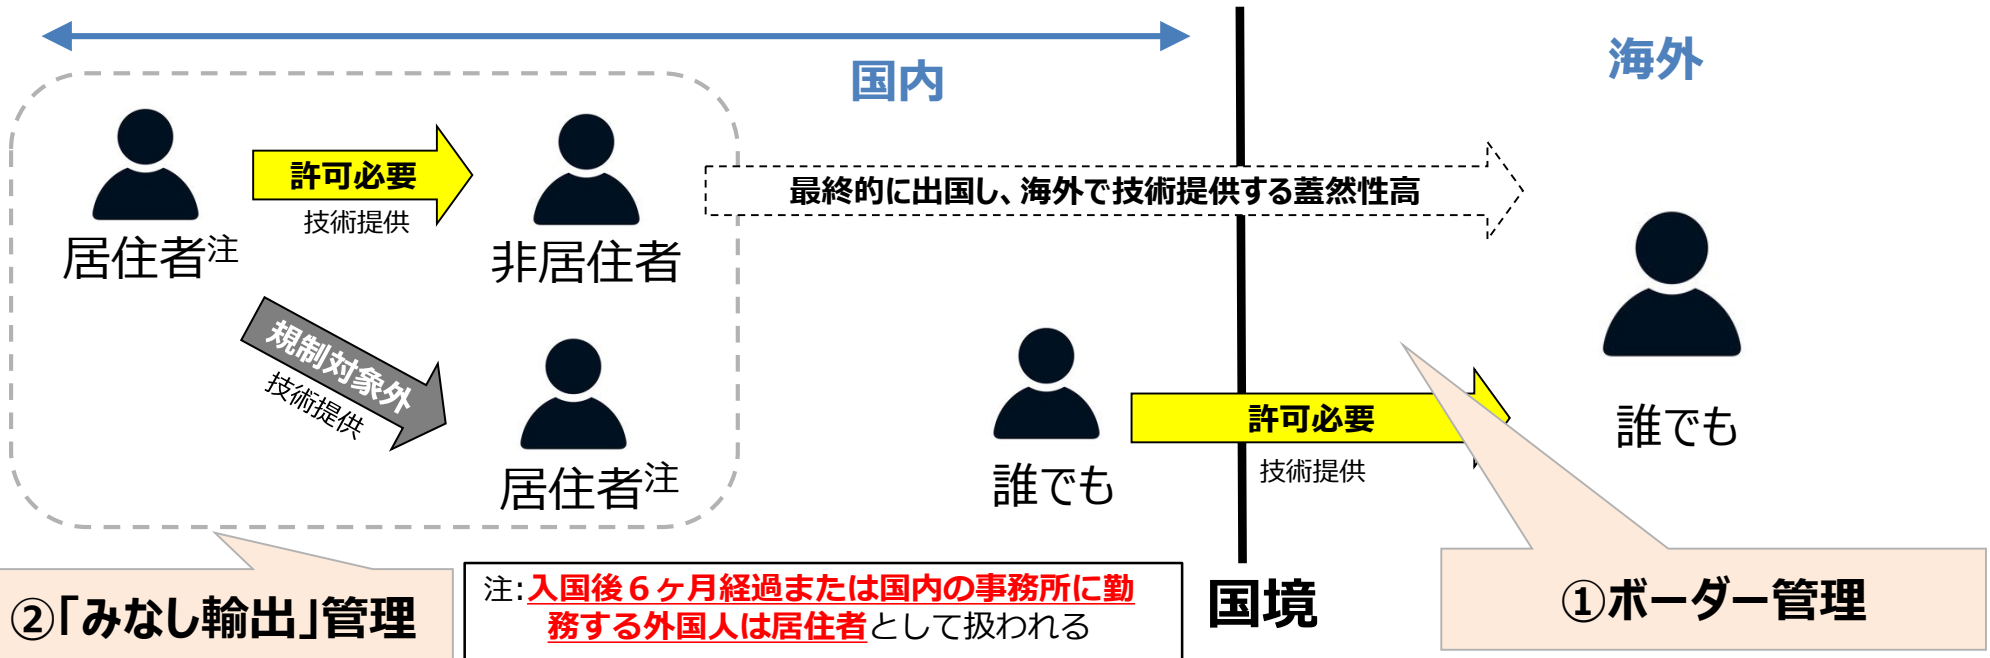 国内
海外
許可必要
技術提供
居住者注
非居住者
最終的に出国し、海外で技術提供する蓋然性高
規制対象外
技術提供
居住者注
誰でも
許可必要
技術提供
誰でも
②「みなし輸出」管理
注:入国後６ヶ月経過または国内の事務所に勤
務する外国人は居住者として扱われる
国境
①ボーダー管理